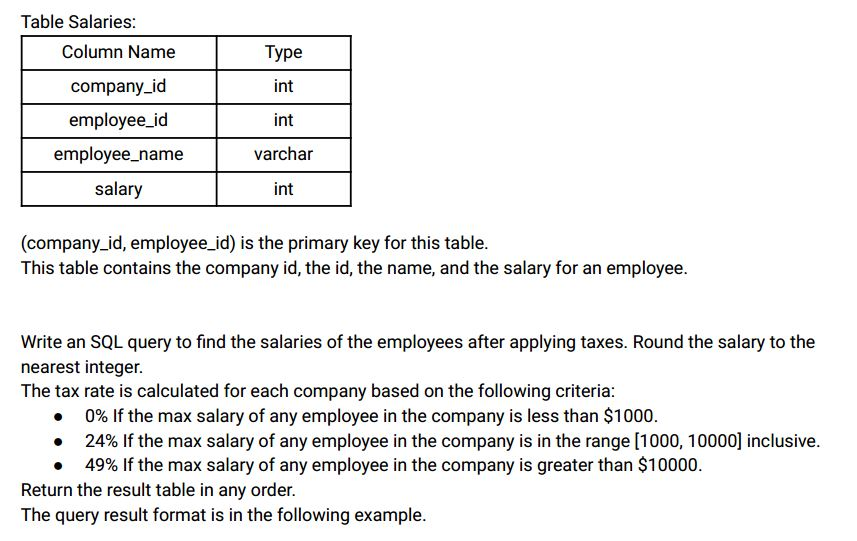 Table Salaries:
Column Name Type
company_id int
employee_id int
employee_name varchar
salary int
(company_id, employee_id) is the primary key for this table.
This table contains the company id, the id, the name, and the salary for an employee.
Write an SQL query to find the salaries of the employees after applying taxes. Round the salary to the
nearest integer.
The tax rate is calculated for each company based on the following criteria:
● 0% If the max salary of any employee in the company is less than $1000.
● 24% If the max salary of any employee in the company is in the range [1000, 10000] inclusive.
● 49% If the max salary of any employee in the company is greater than $10000.
Return the result table in any order.
The query result format is in the following example.